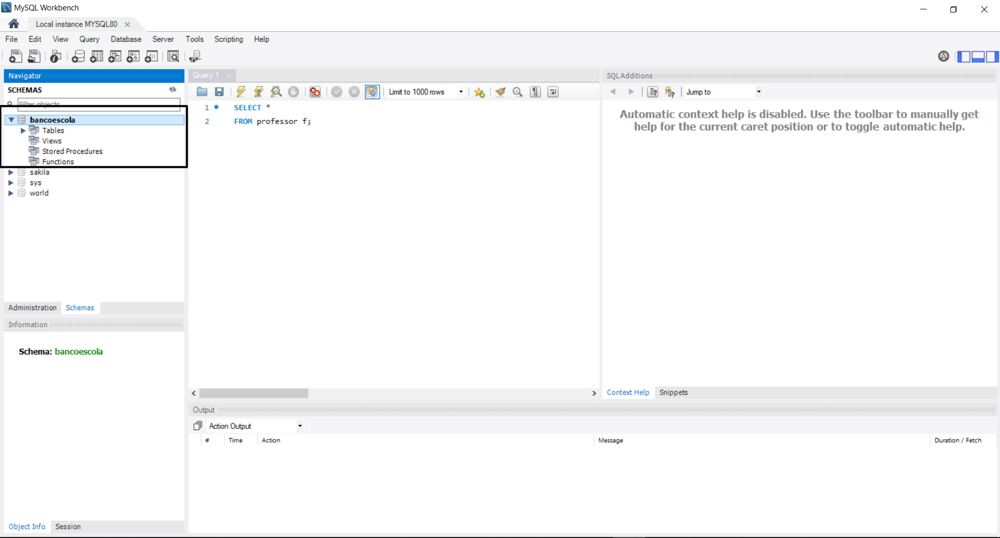 MySQL Workbench
Local instance MYSQL80
File Edit View Query Database Server Tools Scripting Help
Navigator
SCHEMAS
Filter objects
bancoescola
Tables
Views
Stored Procedures
Functions
sakila
sys
world
Administration Schemas
Information
Schema: bancoescola
Object Info Session
Query 1
Limit to 1000 rows
1 SELECT *
2 FROM professor f;
SQLAdditions
Jump to
Automatic context help is disabled. Use the toolbar to manually get
help for the current caret position or to toggle automatic help.
Context Help Snippets
Output
Action Output
# Time Action Message Duration / Fetch